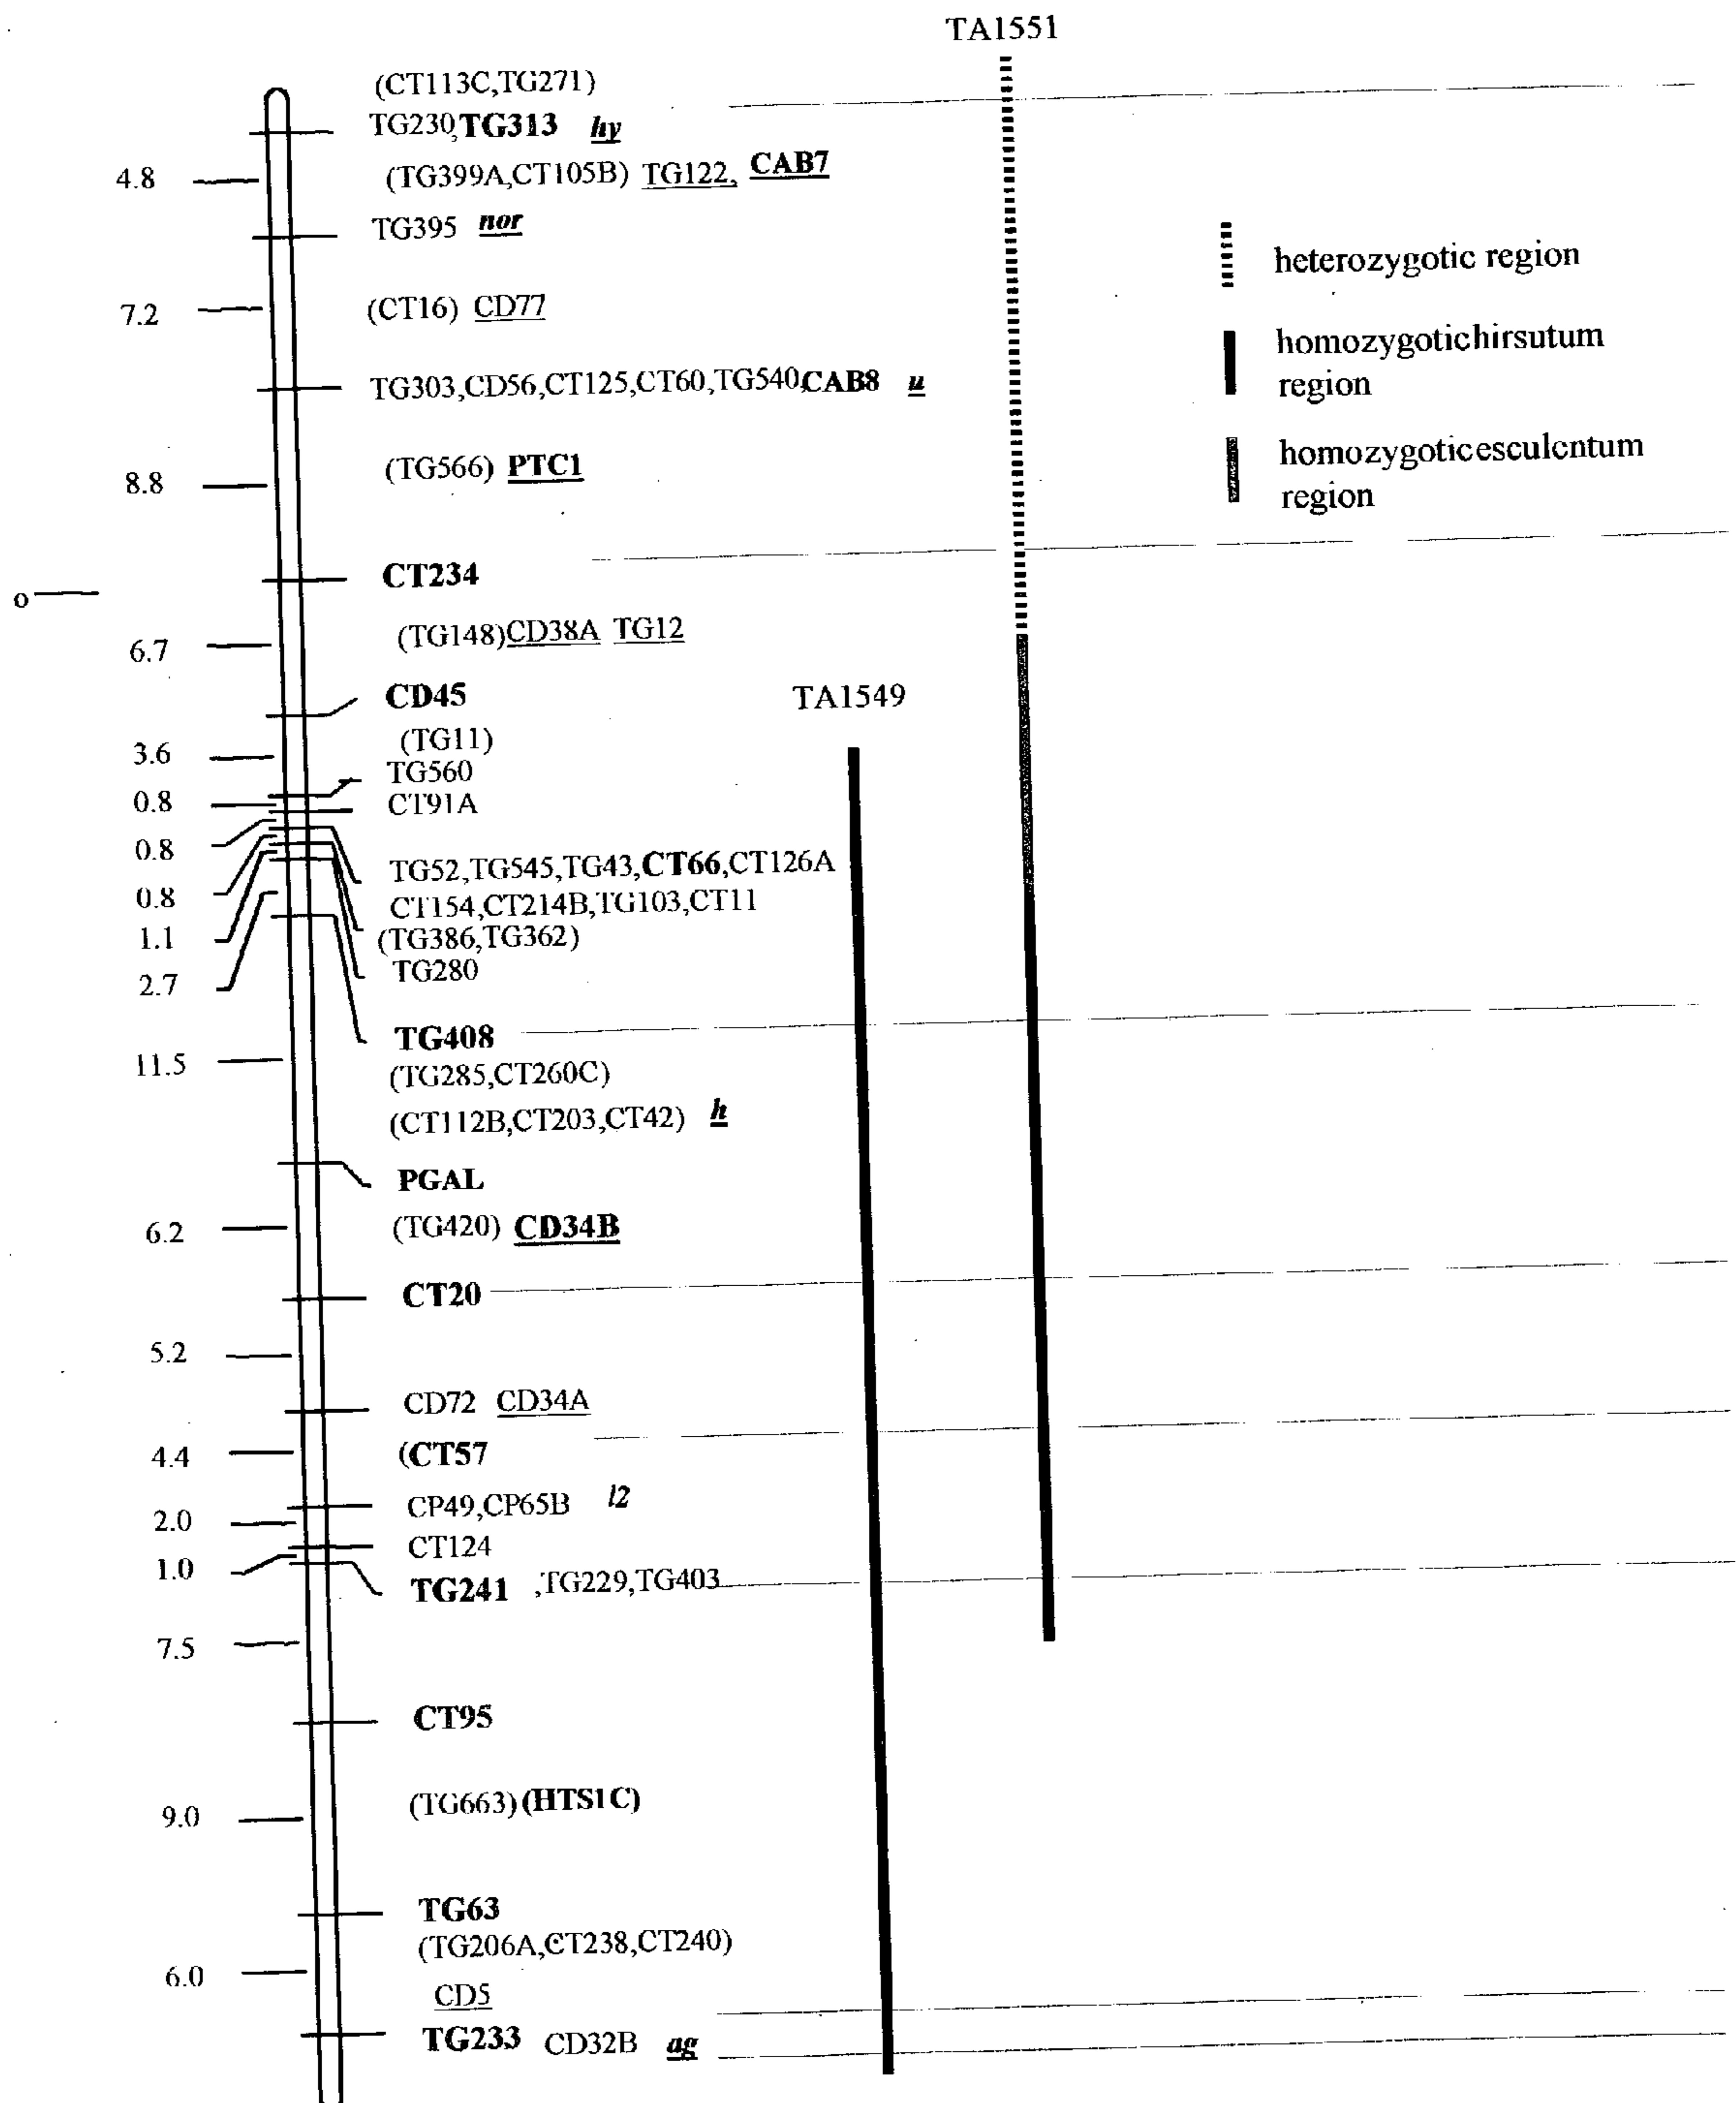 TA1551
(CT113C,TG271)
TG230,TG313 hy
4.8 (TG399A,CT105B) TG122, CAB7
TG395 nor
heterozygotic region
7.2 (CT16) CD77
homozygotichirsutum
region
TG303,CD56,CT125,CT60,TG540,CAB8 u
homozygoticesculentum
region
8.8 (TG566) PTC1
CT234
o
6.7 (TG148)CD38A TG12
CD45 TA1549
3.6 (TG11)
TG560
0.8 CT91A
0.8 TG52,TG545,TG43,CT66,CT126A
0.8 CT154,CT214B,TG103,CT11
1.1 (TG386,TG362)
2.7 TG280
TG408
11.5 (TG285,CT260C)
(CT112B,CT203,CT42) h
PGAL
6.2 (TG420) CD34B
CT20
5.2
CD72 CD34A
4.4 (CT57
CP49,CP65B l2
2.0
CT124
1.0 TG241 ,TG229,TG403
7.5
CT95
9.0 (TG663)(HTS1C)
TG63
(TG206A,CT238,CT240)
6.0
CD5
TG233 CD32B ag